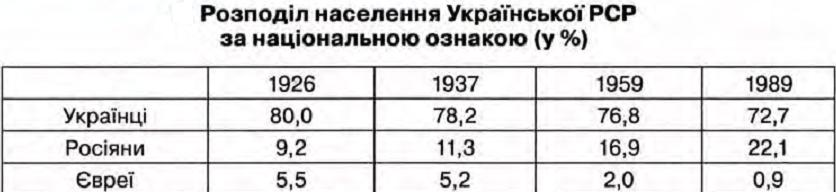 Розподіл населення Української РСР
за національною ознакою (у %)
1926 1937 1959 1989
Українці 80,0 78,2 76,8 72,7
Росіяни 9,2 11,3 16,9 22,1
Євреї 5,5 5,2 2,0 0,9